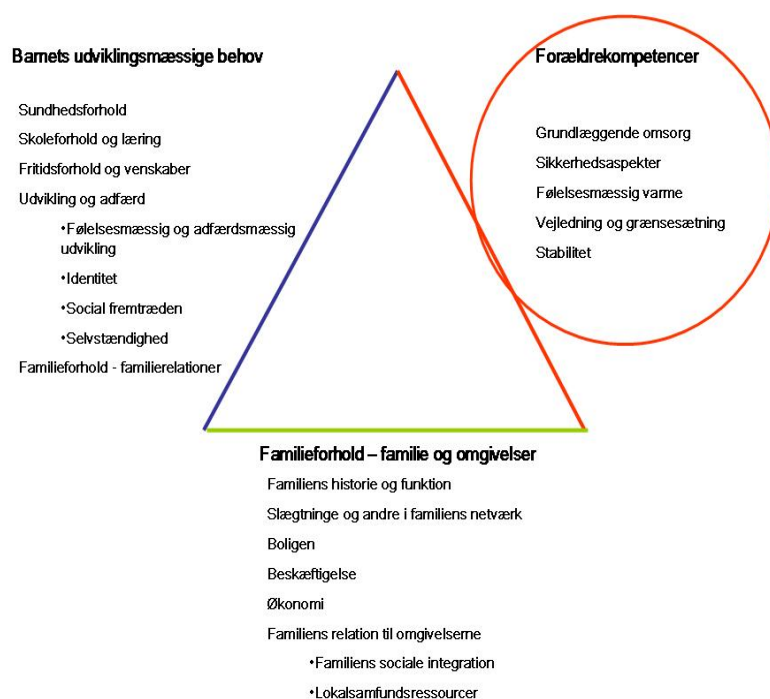 Barnets udviklingsmæssige behov
Sundhedsforhold
Skoleforhold og læring
Fritidsforhold og venskaber
Udvikling og adfærd
•Følelsesmæssig og adfærdsmæssig
udvikling
•Identitet
•Social fremtræden
•Selvstændighed
Familieforhold - familierelationer
Forældrekompetencer
Grundlæggende omsorg
Sikkerhedsaspekter
Følelsesmæssig varme
Vejledning og grænsesætning
Stabilitet
Familieforhold – familie og omgivelser
Familiens historie og funktion
Slægtninge og andre i familiens netværk
Boligen
Beskæftigelse
Økonomi
Familiens relation til omgivelserne
•Familiens sociale integration
•Lokalsamfundsressourcer